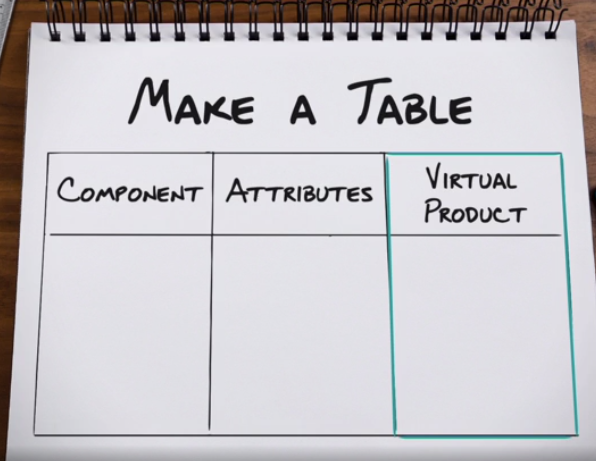 MAKE A TABLE
COMPONENT
ATTRIBUTES
VIRTUAL
PRODUCT